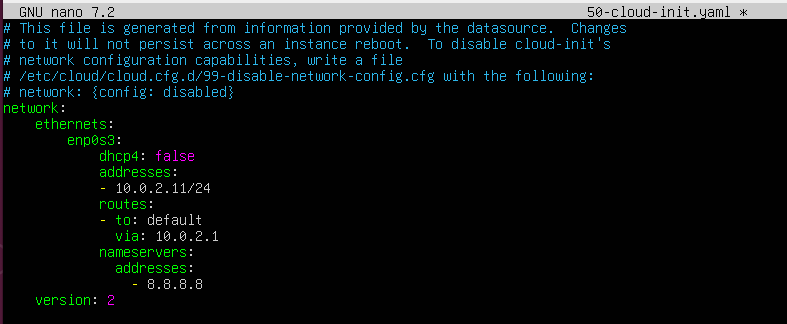 GNU nano 7.2 50-cloud-init.yaml *
# This file is generated from information provided by the datasource.  Changes
# to it will not persist across an instance reboot.  To disable cloud-init's
# network configuration capabilities, write a file
# /etc/cloud/cloud.cfg.d/99-disable-network-config.cfg with the following:
# network: {config: disabled}
network:
    ethernets:
        enp0s3:
            dhcp4: false
            addresses:
            - 10.0.2.11/24
            routes:
            - to: default
              via: 10.0.2.1
            nameservers:
              addresses:
                - 8.8.8.8
    version: 2